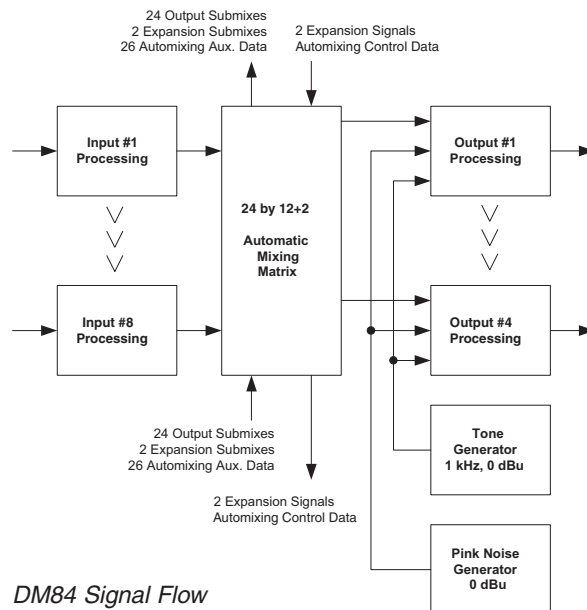 24 Output Submixes
2 Expansion Submixes
26 Automixing Aux. Data
2 Expansion Signals
Automixing Control Data
Input #1
Processing
24 by 12+2
Automatic
Mixing
Matrix
Output #1
Processing
Input #8
Processing
Output #4
Processing
24 Output Submixes
2 Expansion Submixes
26 Automixing Aux. Data
2 Expansion Signals
Automixing Control Data
Tone
Generator
1 kHz, 0 dBu
Pink Noise
Generator
0 dBu
DM84 Signal Flow